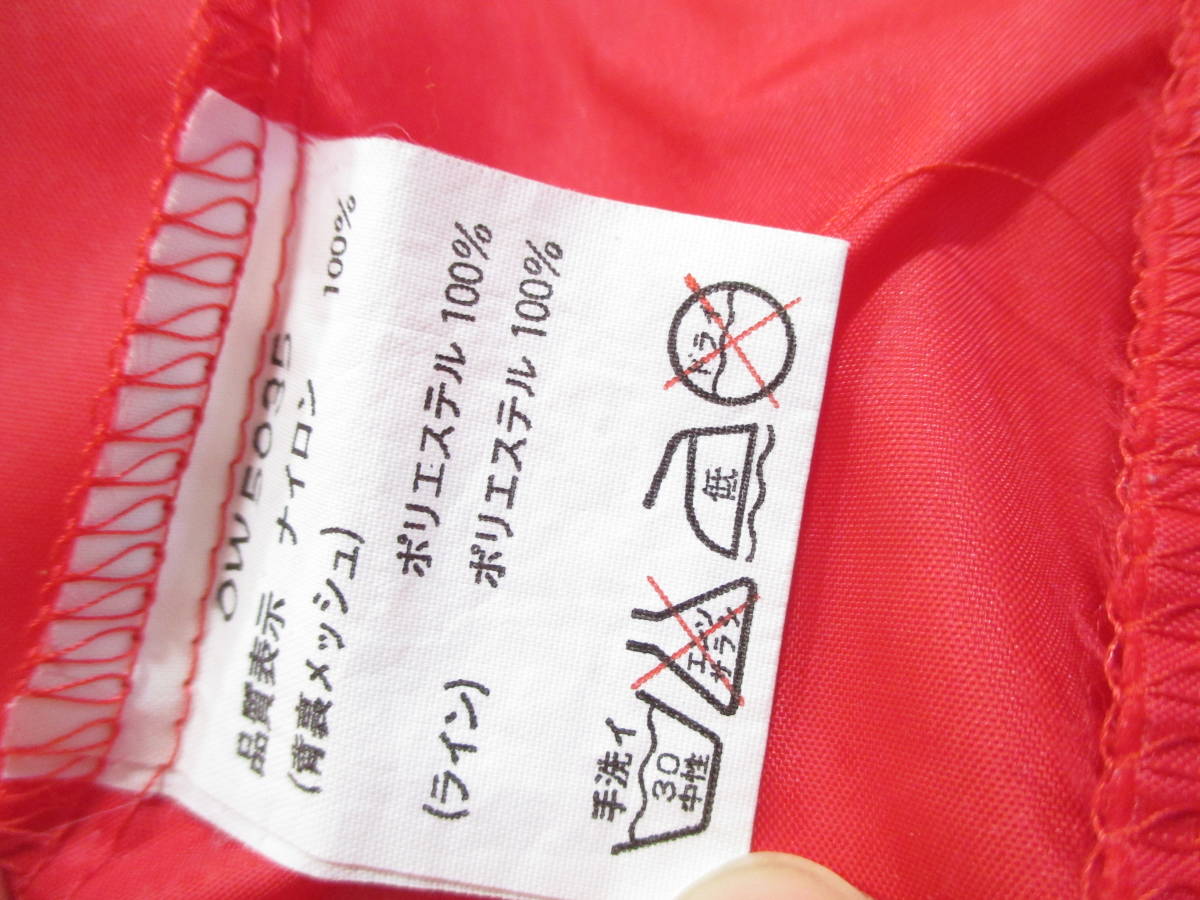 OW5035
品質表示 ナイロン 100%
(背裏メッシュ)
ポリエステル 100%
(ライン) ポリエステル 100%
手洗イ
30
中性
エンソ
サラシ
低
ドライ